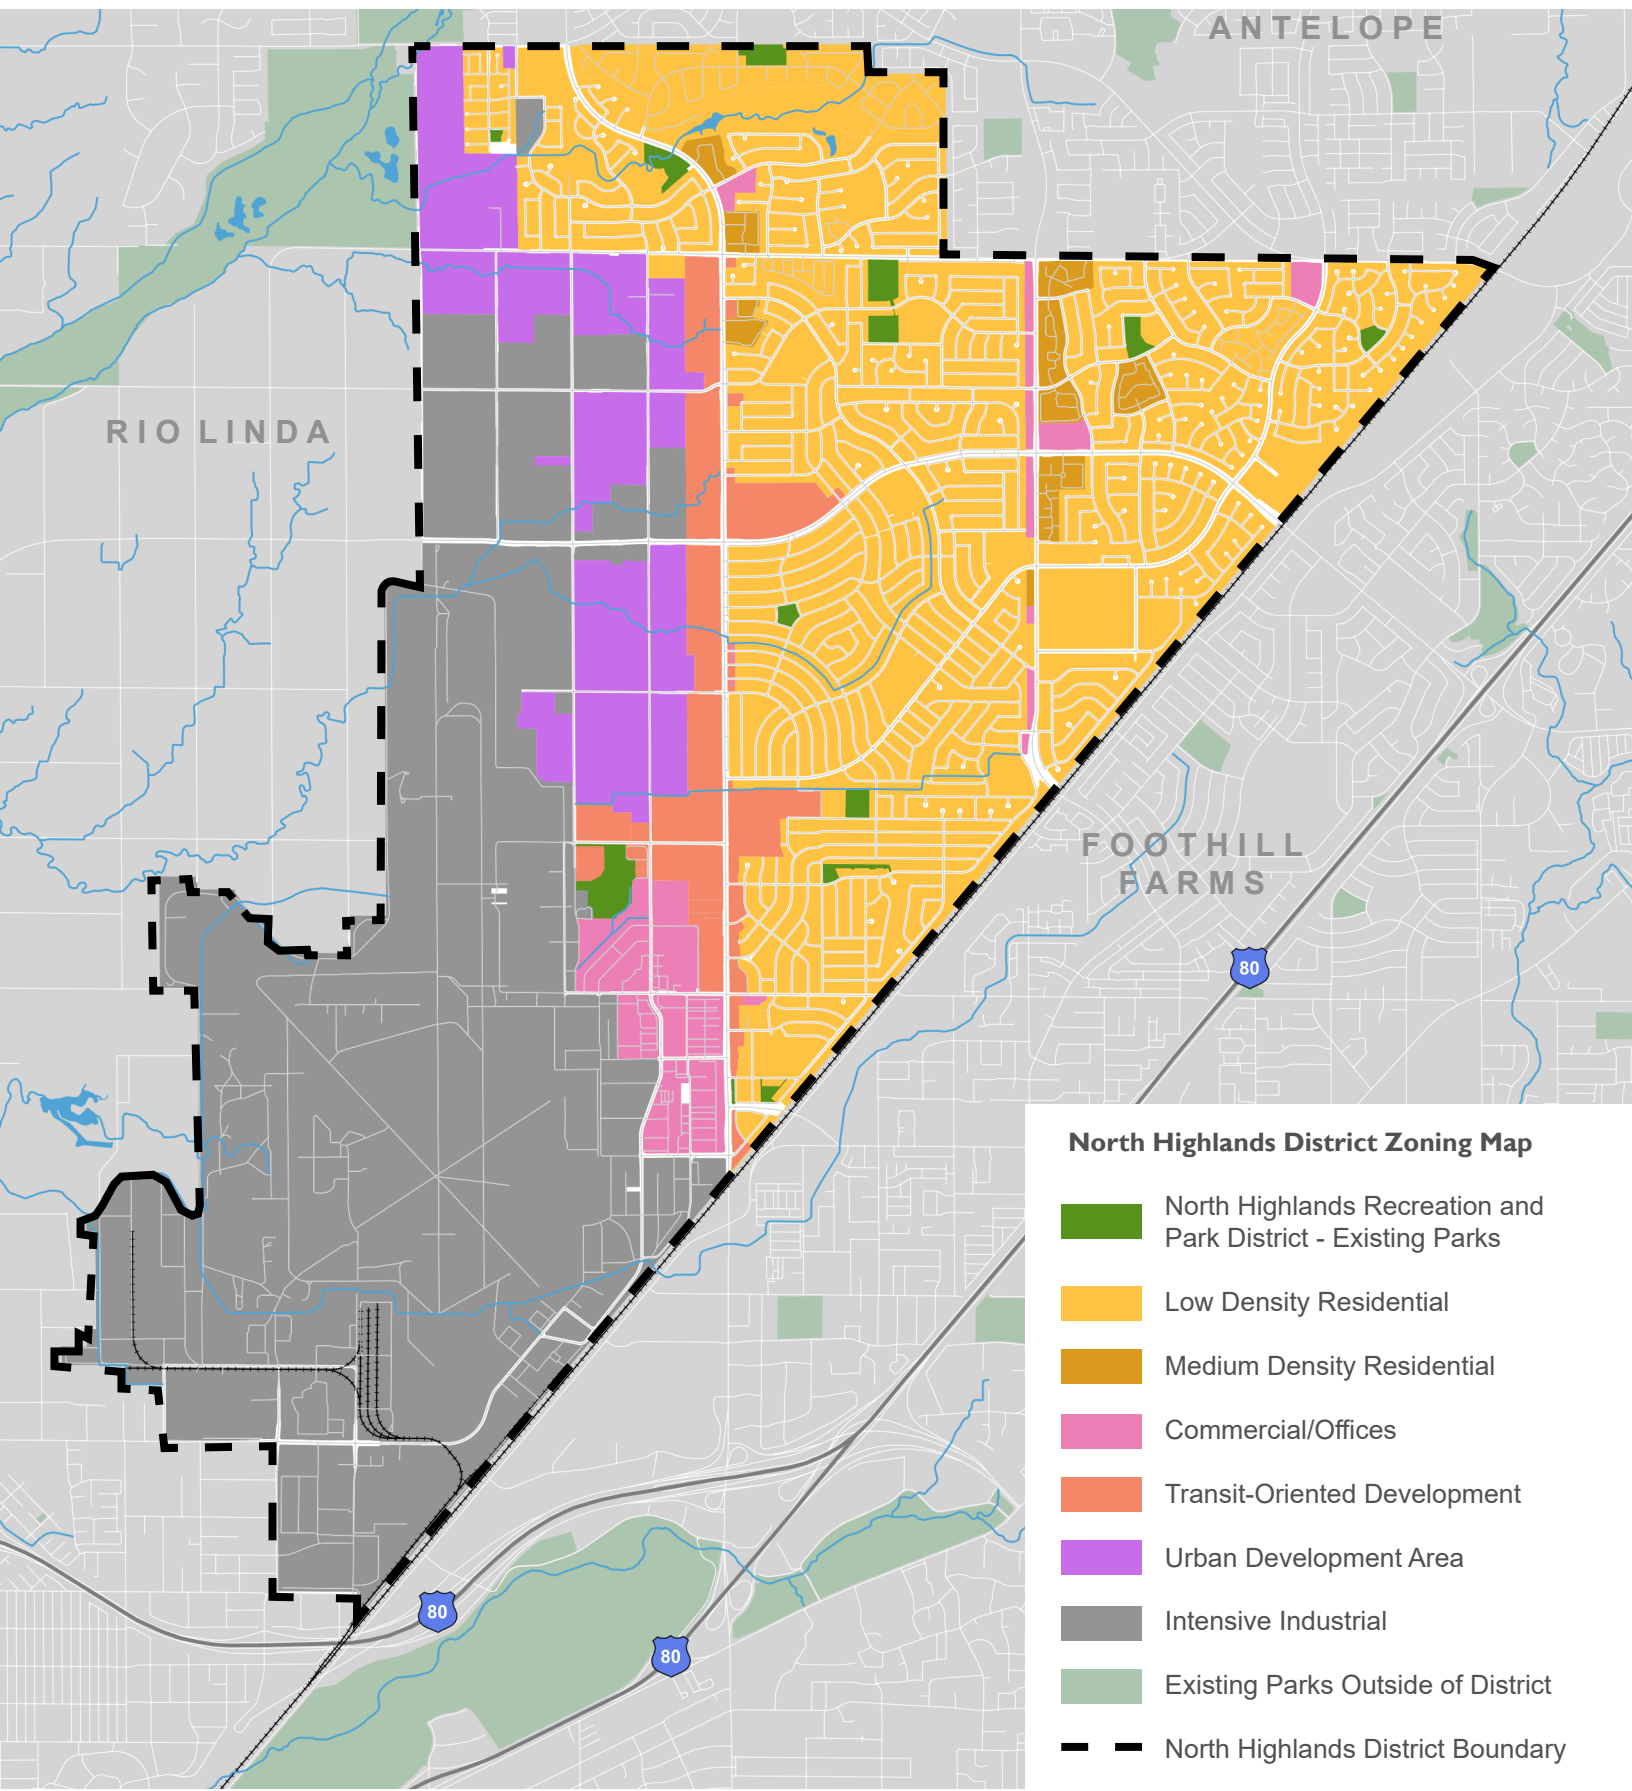 ANTELOPE
RIO LINDA
FOOTHILL
FARMS
80
80
80
North Highlands District Zoning Map
North Highlands Recreation and
Park District - Existing Parks
Low Density Residential
Medium Density Residential
Commercial/Offices
Transit-Oriented Development
Urban Development Area
Intensive Industrial
Existing Parks Outside of District
North Highlands District Boundary